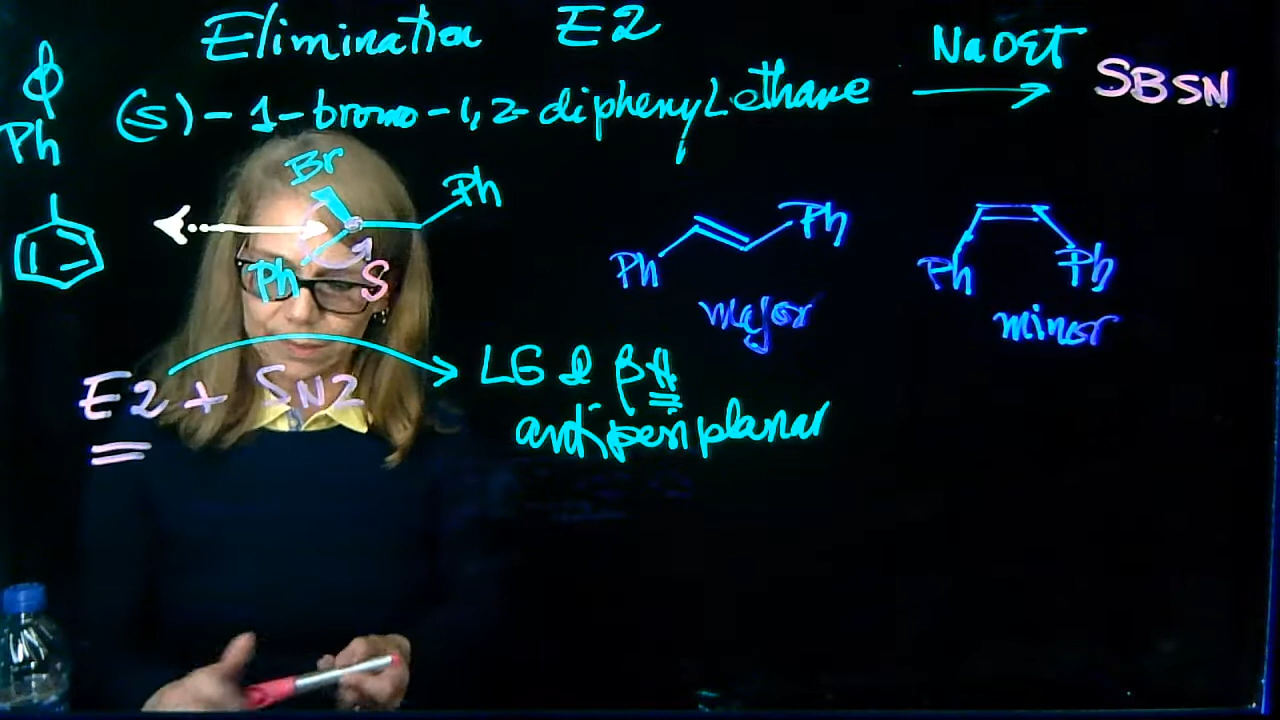 Elimination E2
NaOEt
(S)-1-bromo-1,2-diphenylethane
SBSN
ϕ
Ph
Br
Ph
Ph
S
Ph
Ph
major
Ph
Ph
minor
E2 + SN2
LG & βH
antiperiplanar